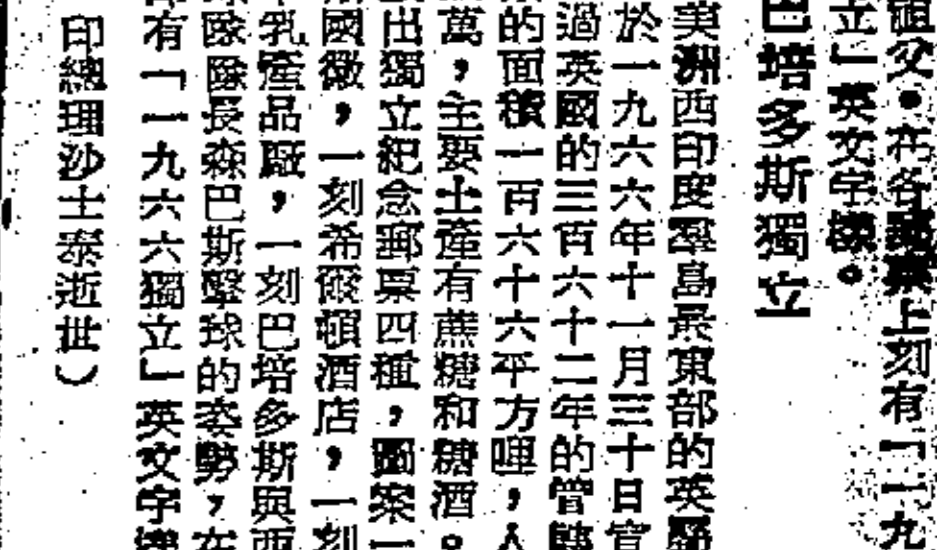 祖父。在各種郵票上刻有「一九
立」英文字樣。
巴培多斯獨立
美洲西印度羣島最東部的英屬
於一九六六年十一月三十日宣
過英國的三百六十二年的管轄
的面積一百六十六平方哩，人
萬，主要土產有蔗糖和糖酒。
出獨立紀念郵票四種，圖案一
國徽，一刻希爾頓酒店，一刻
乳產品廠，一刻巴培多斯與西
隊隊長森巴斯擊球的姿勢，在
有「一九六六獨立」英文字樣
印總理沙士泰逝世）